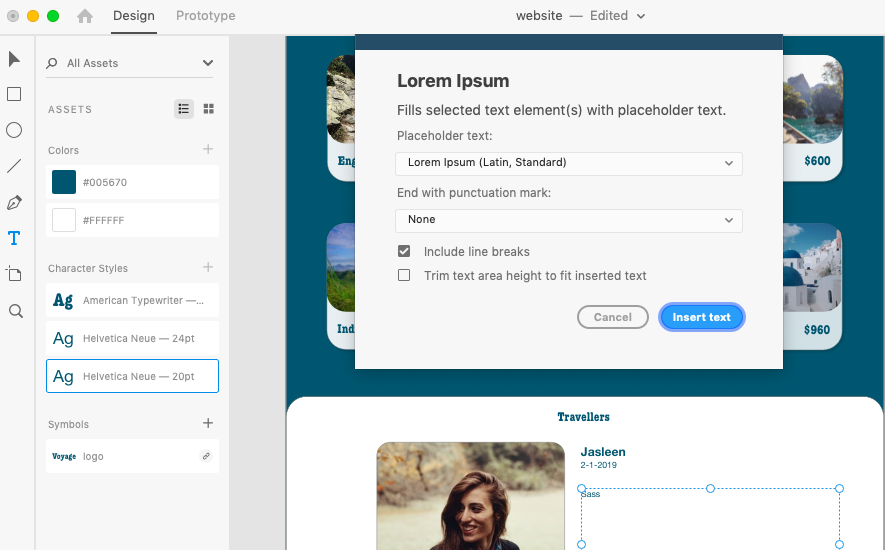 Design
Prototype
website — Edited
All Assets
ASSETS
Colors
#005670
#FFFFFF
Character Styles
Ag American Typewriter —...
Ag Helvetica Neue — 24pt
Ag Helvetica Neue — 20pt
Symbols
Voyage logo
Lorem Ipsum
Fills selected text element(s) with placeholder text.
Placeholder text:
Lorem Ipsum (Latin, Standard)
End with punctuation mark:
None
Include line breaks
Trim text area height to fit inserted text
Cancel
Insert text
Eng
$600
Ind
$960
Travellers
Jasleen
2-1-2019
Sass